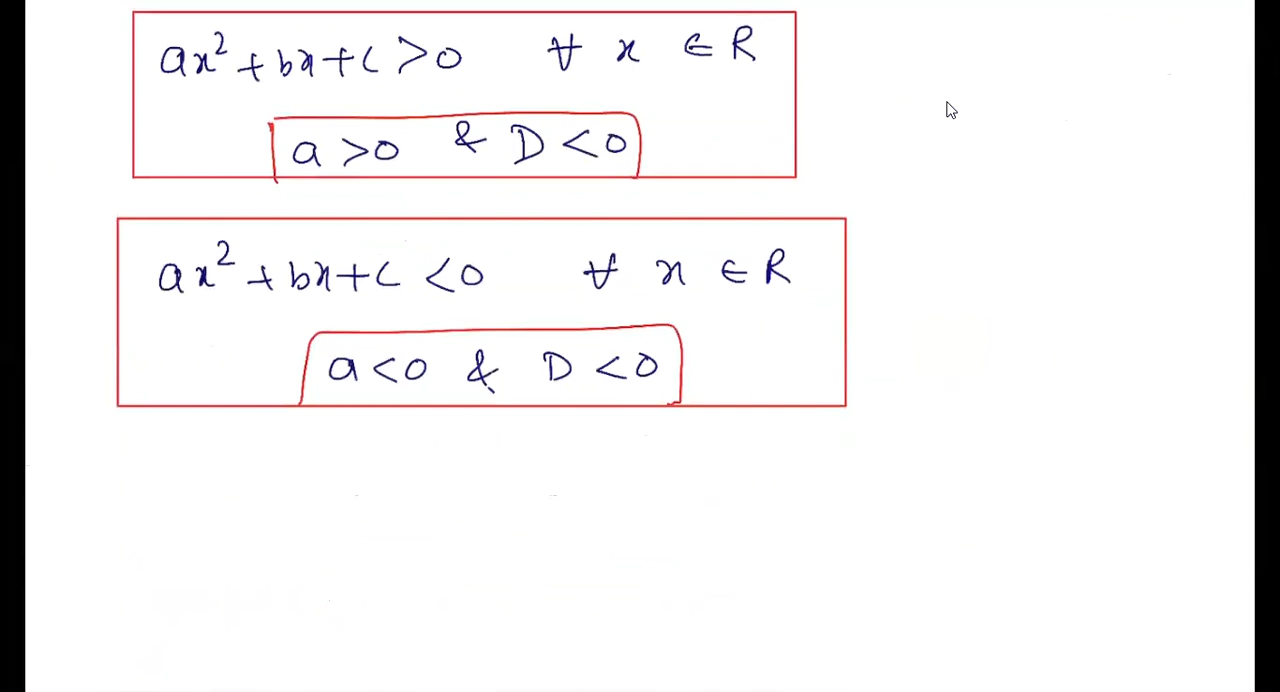 ax² + bx + c > 0 ∀ x ∈ R
a > 0 & D < 0
ax² + bx + c < 0 ∀ x ∈ R
a < 0 & D < 0